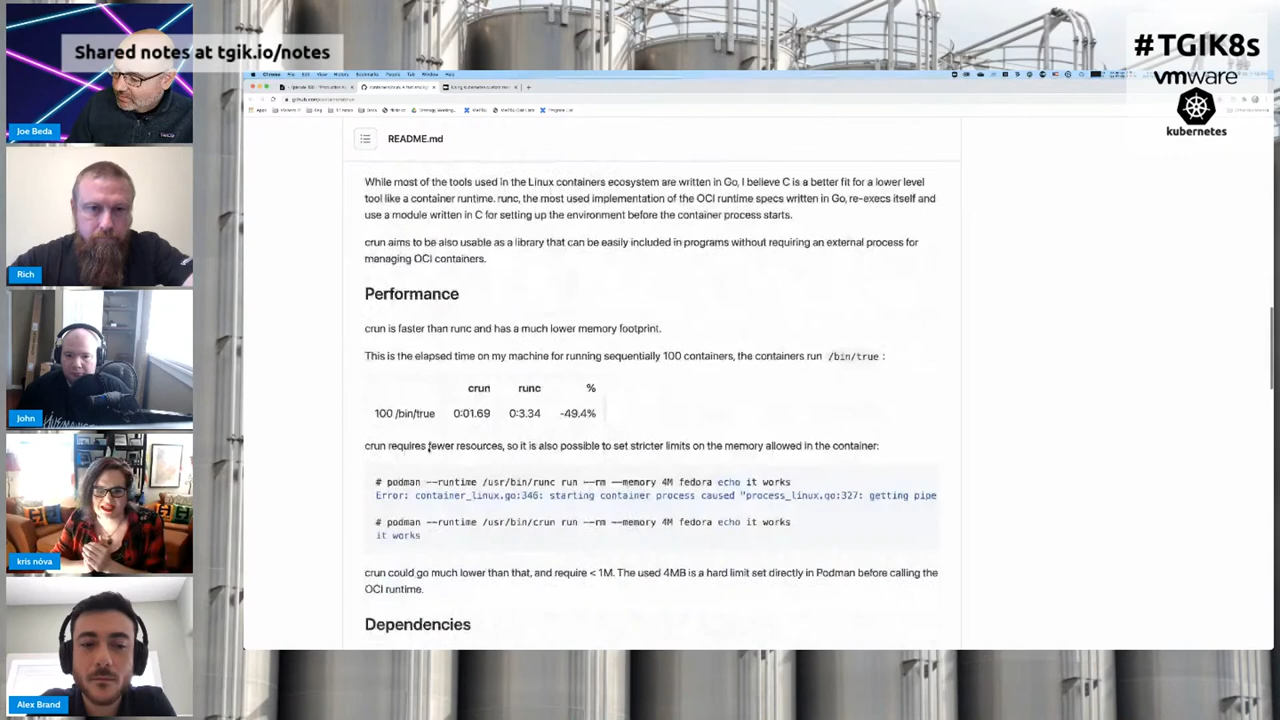 Shared notes at tgik.io/notes
#TGIK8s
vmware
kubernetes
Joe Beda
Rich
John
kris nóva
Alex Brand
Chrome File Edit View History Bookmarks People Tab Window Help
README.md
While most of the tools used in the Linux containers ecosystem are written in Go, I believe C is a better fit for a lower level
tool like a container runtime. runc, the most used implementation of the OCI runtime specs written in Go, re-execs itself and
use a module written in C for setting up the environment before the container process starts.
crun aims to be also usable as a library that can be easily included in programs without requiring an external process for
managing OCI containers.
Performance
crun is faster than runc and has a much lower memory footprint.
This is the elapsed time on my machine for running sequentially 100 containers, the containers run /bin/true :
crun runc %
100 /bin/true 0:01.69 0:3.34 -49.4%
crun requires fewer resources, so it is also possible to set stricter limits on the memory allowed in the container:
# podman --runtime /usr/bin/runc run --rm --memory 4M fedora echo it works
Error: container_linux.go:346: starting container process caused "process_linux.go:327: getting pipe
# podman --runtime /usr/bin/crun run --rm --memory 4M fedora echo it works
it works
crun could go much lower than that, and require < 1M. The used 4MB is a hard limit set directly in Podman before calling the
OCI runtime.
Dependencies